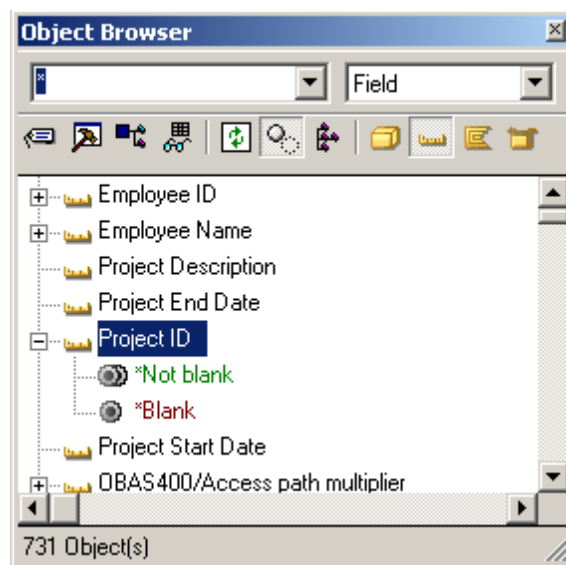 Object Browser
* Field
Employee ID
Employee Name
Project Description
Project End Date
Project ID
*Not blank
*Blank
Project Start Date
OBAS400/Access path multiplier
731 Object(s)